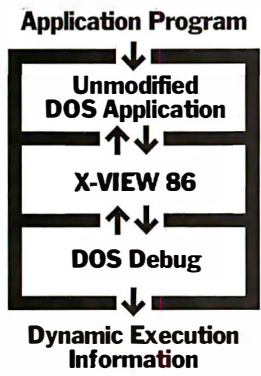 Application Program
Unmodified
DOS Application
X-VIEW 86
DOS Debug
Dynamic Execution
Information